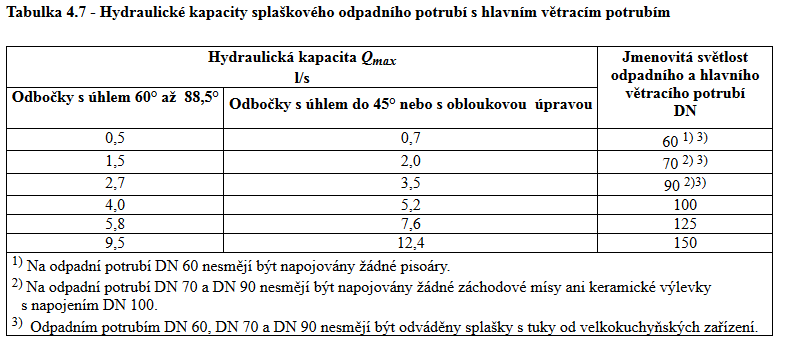 Tabulka 4.7 - Hydraulické kapacity splaškového odpadního potrubí s hlavním větracím potrubím
Hydraulická kapacita Qmax
l/s
Jmenovitá světlost
odpadního a hlavního
větracího potrubí
DN
Odbočky s úhlem 60° až 88,5°
Odbočky s úhlem do 45° nebo s obloukovou úpravou
0,5 0,7 60 1) 3)
1,5 2,0 70 2) 3)
2,7 3,5 90 2)3)
4,0 5,2 100
5,8 7,6 125
9,5 12,4 150
1) Na odpadní potrubí DN 60 nesmějí být napojovány žádné pisoáry.
2) Na odpadní potrubí DN 70 a DN 90 nesmějí být napojovány žádné záchodové mísy ani keramické výlevky
s napojením DN 100.
3) Odpadním potrubím DN 60, DN 70 a DN 90 nesmějí být odváděny splašky s tuky od velkokuchyňských zařízení.